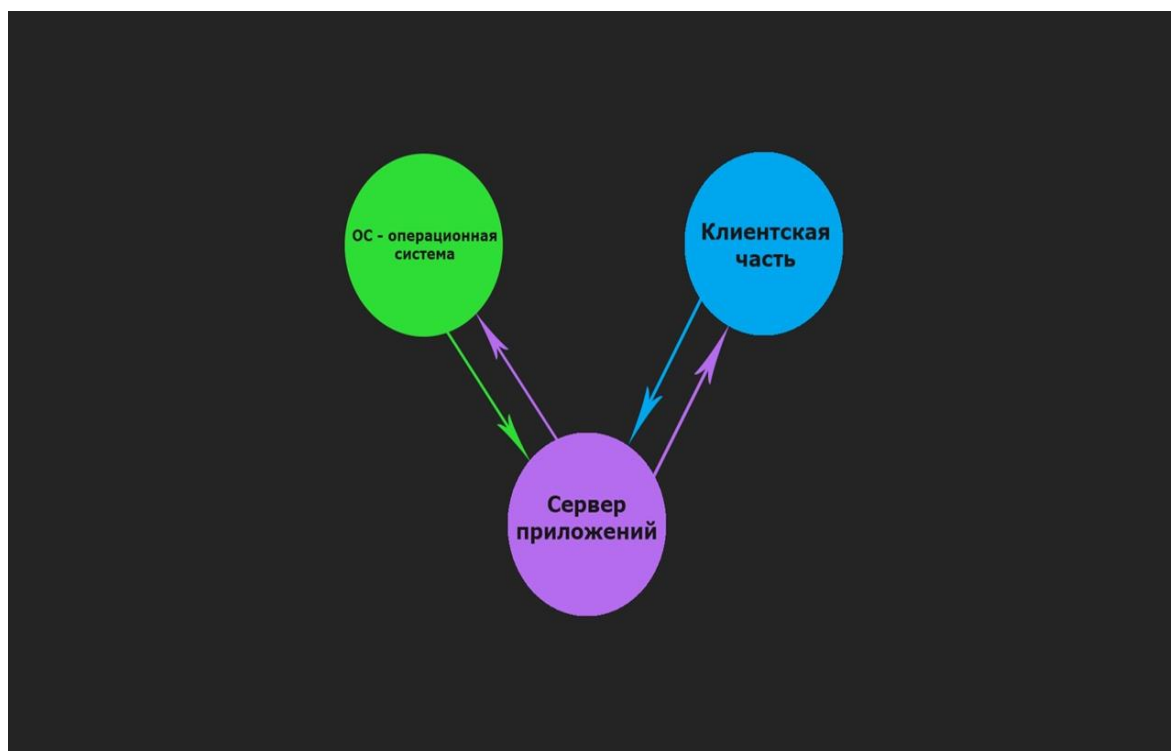 ОС - операционная
система
Клиентская
часть
Сервер
приложений